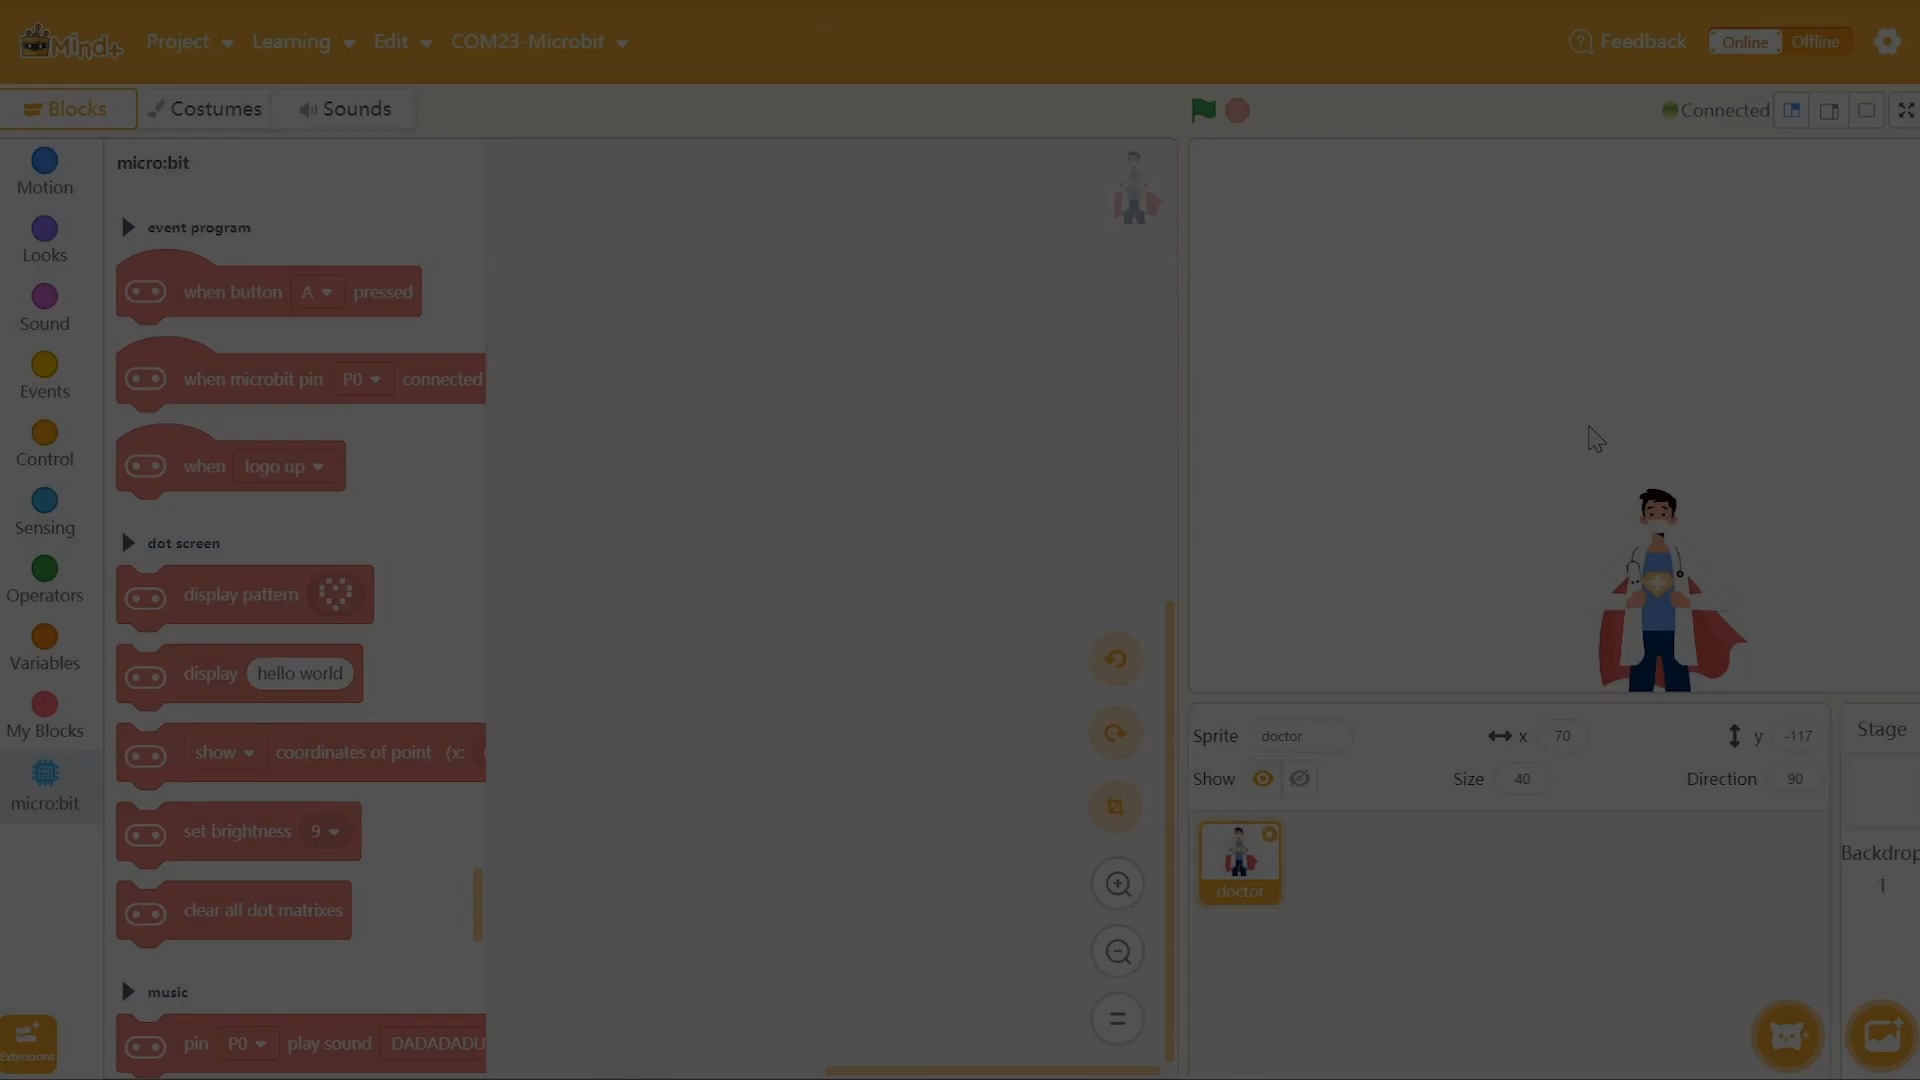 Mind+ Project Learning Edit COM23-Microbit Feedback Online Offline
Blocks Costumes Sounds Connected
Motion
Looks
Sound
Events
Control
Sensing
Operators
Variables
My Blocks
micro:bit
Extensions
micro:bit
event program
when button A pressed
when microbit pin P0 connected
when logo up
dot screen
display pattern
display hello world
show coordinates of point (x:
set brightness 9
clear all dot matrixes
music
pin P0 play sound DADADADU
Sprite doctor x 70 y -117
Show Size 40 Direction 90
doctor
Stage
Backdrop
1